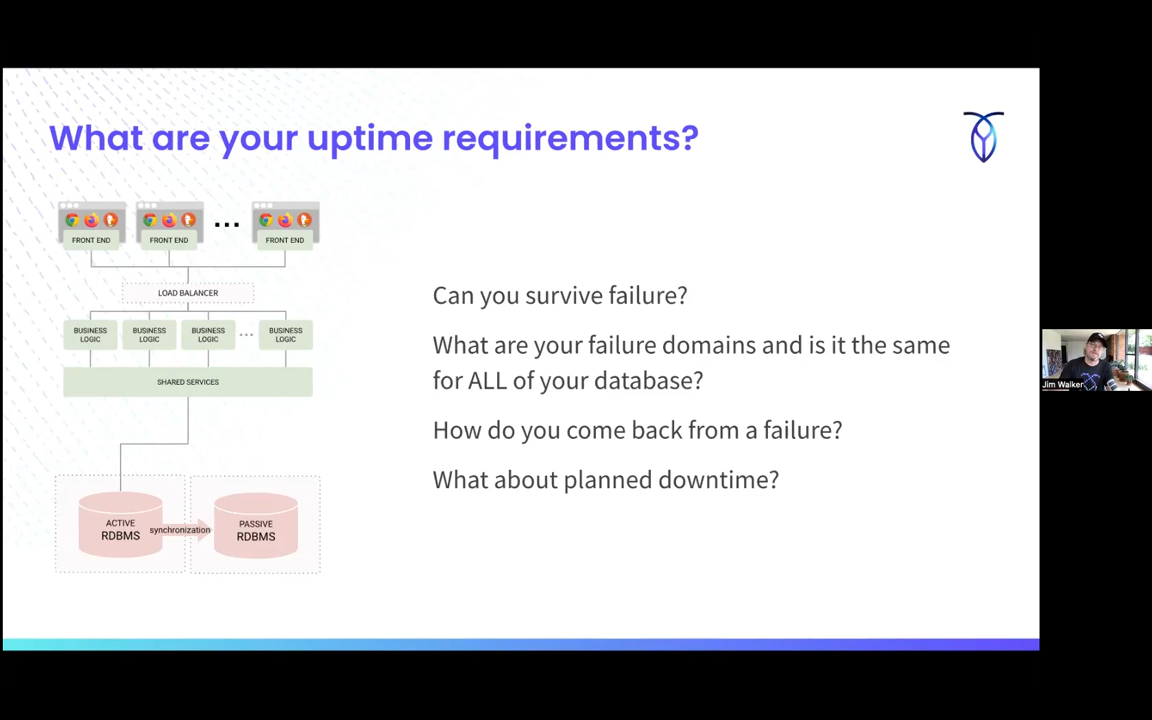 What are your uptime requirements?
FRONT END
FRONT END
...
FRONT END
LOAD BALANCER
BUSINESS
LOGIC
BUSINESS
LOGIC
BUSINESS
LOGIC
...
BUSINESS
LOGIC
SHARED SERVICES
ACTIVE
RDBMS
synchronization
PASSIVE
RDBMS
Can you survive failure?
What are your failure domains and is it the same
for ALL of your database?
How do you come back from a failure?
What about planned downtime?
Jim Walker